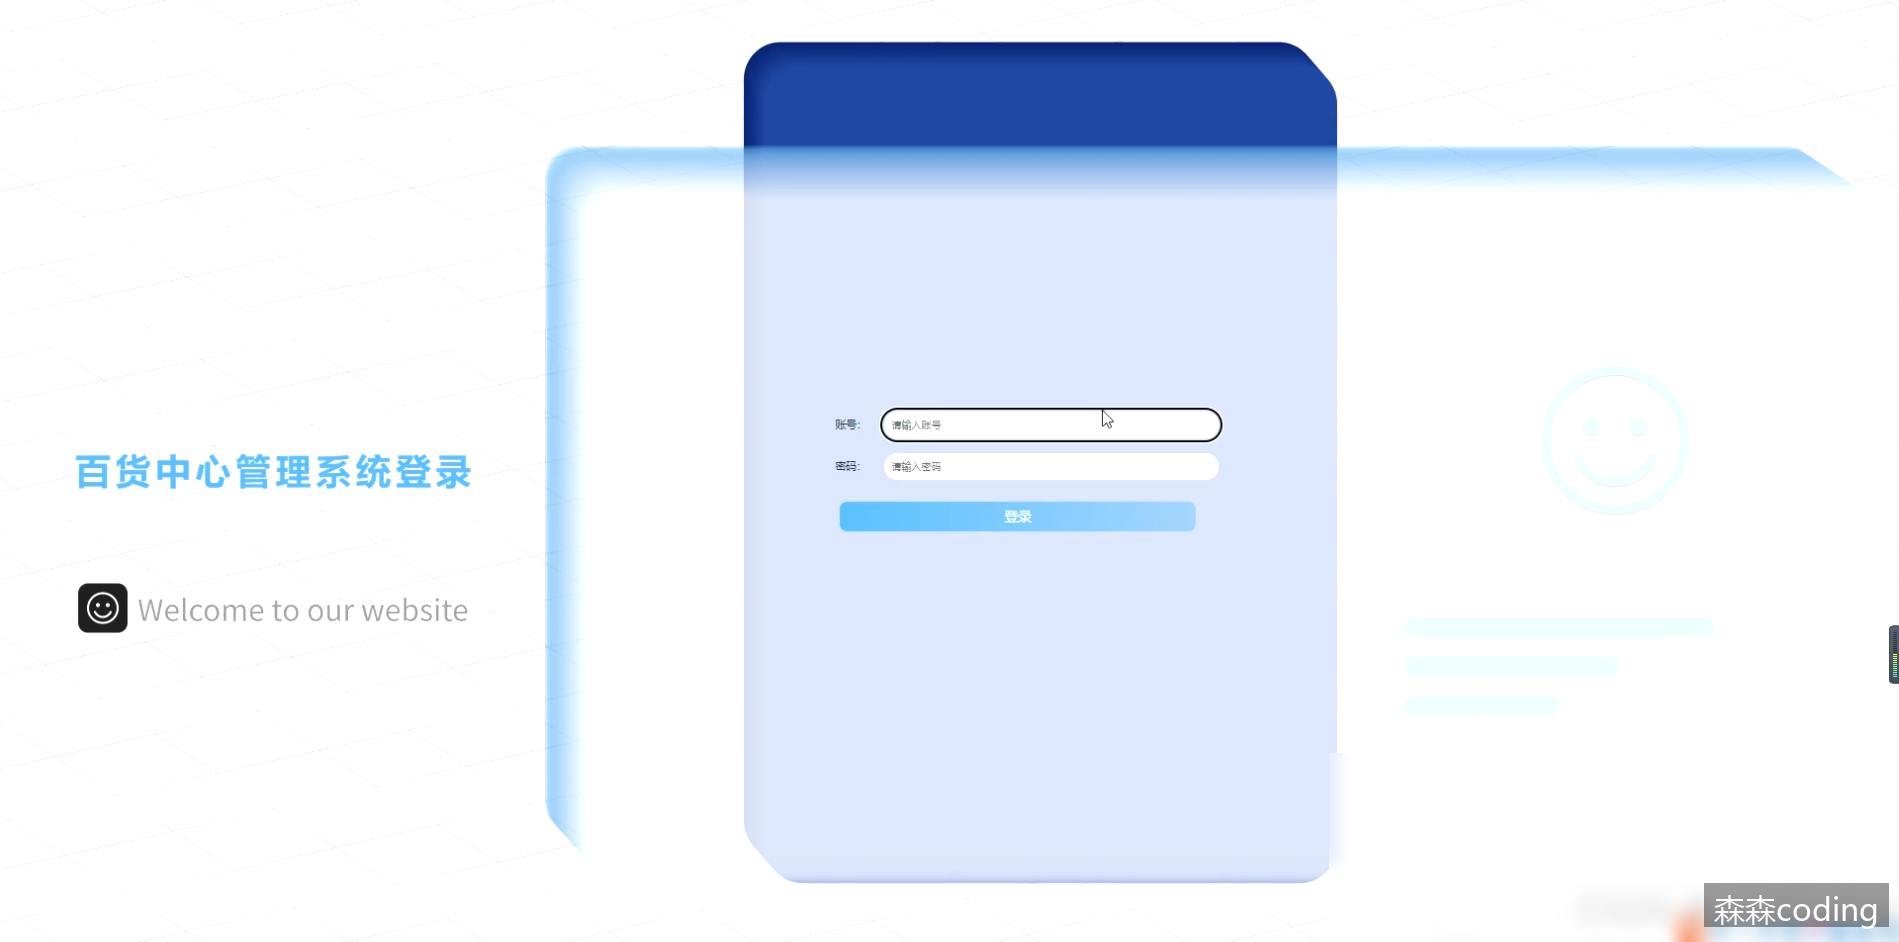 百货中心管理系统登录
Welcome to our website
账号：
请输入账号
密码：
请输入密码
登录
森森coding